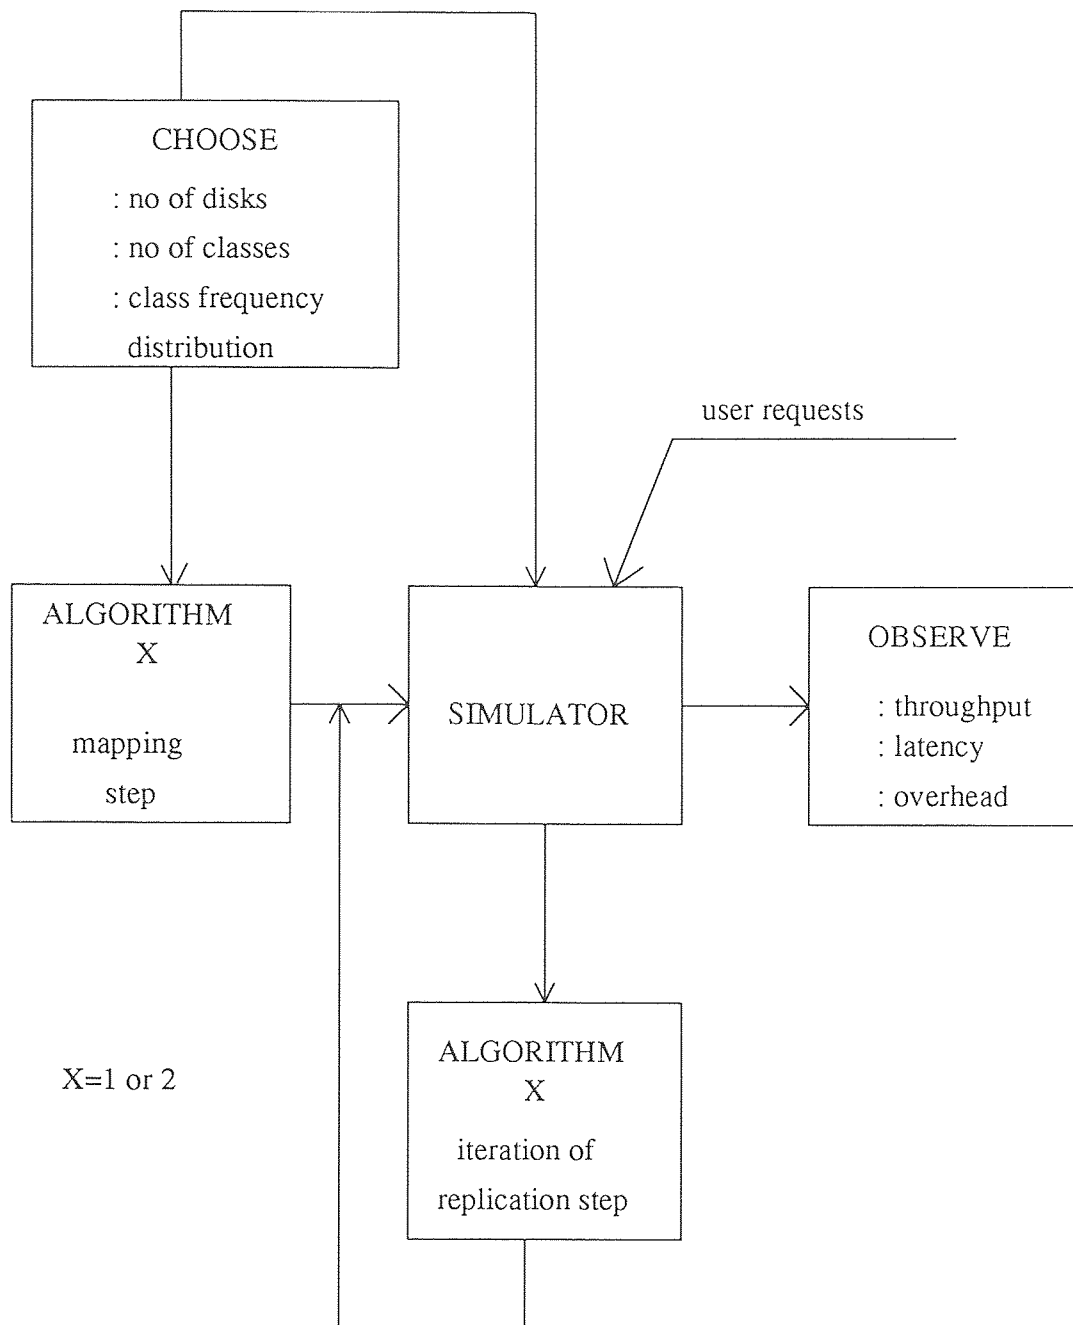 CHOOSE
: no of disks
: no of classes
: class frequency
distribution
user requests
ALGORITHM
X
mapping
step
SIMULATOR
OBSERVE
: throughput
: latency
: overhead
X=1 or 2
ALGORITHM
X
iteration of
replication step